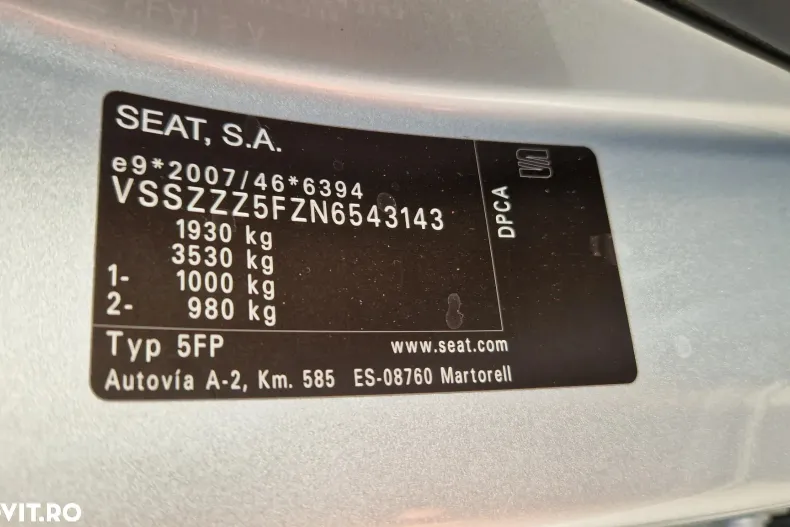 SEAT, S.A.
e9*2007/46*6394
VSSZZZ5FZN6543143
1930 kg
3530 kg
1- 1000 kg
2- 980 kg
DPCA
Typ 5FP www.seat.com
Autovía A-2, Km. 585 ES-08760 Martorell
OVIT.RO